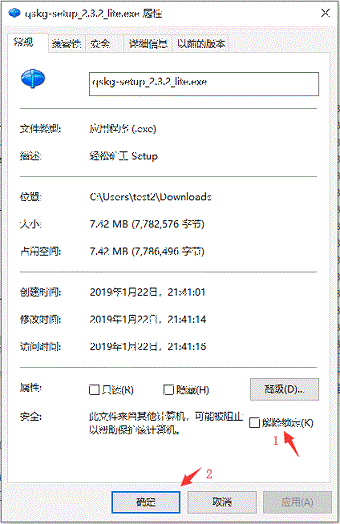 qskg-setup_2.3.2_lite.exe 属性
常规 兼容性 安全 详细信息 以前的版本
qskg-setup_2.3.2_lite.exe
文件类型: 应用程序 (.exe)
描述: 轻松矿工 Setup
位置: C:\Users\test2\Downloads
大小: 7.42 MB (7,782,576 字节)
占用空间: 7.42 MB (7,786,496 字节)
创建时间: 2019年1月22日，21:41:01
修改时间: 2019年1月22日，21:41:14
访问时间: 2019年1月22日，21:41:16
属性: 只读(R) 隐藏(H) 高级(D)...
安全: 此文件来自其他计算机，可能被阻止
以帮助保护该计算机。
解除锁定(K)
1
2
确定 取消 应用(A)